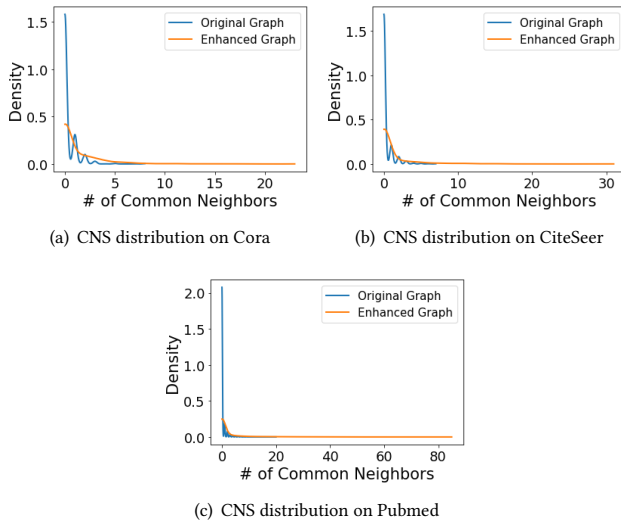 Original Graph
Enhanced Graph
1.5
1.0
0.5
0.0
Density
0 5 10 15 20
# of Common Neighbors
(a) CNS distribution on Cora
Original Graph
Enhanced Graph
1.5
1.0
0.5
0.0
Density
0 10 20 30
# of Common Neighbors
(b) CNS distribution on CiteSeer
Original Graph
Enhanced Graph
2.0
1.5
1.0
0.5
0.0
Density
0 20 40 60 80
# of Common Neighbors
(c) CNS distribution on Pubmed